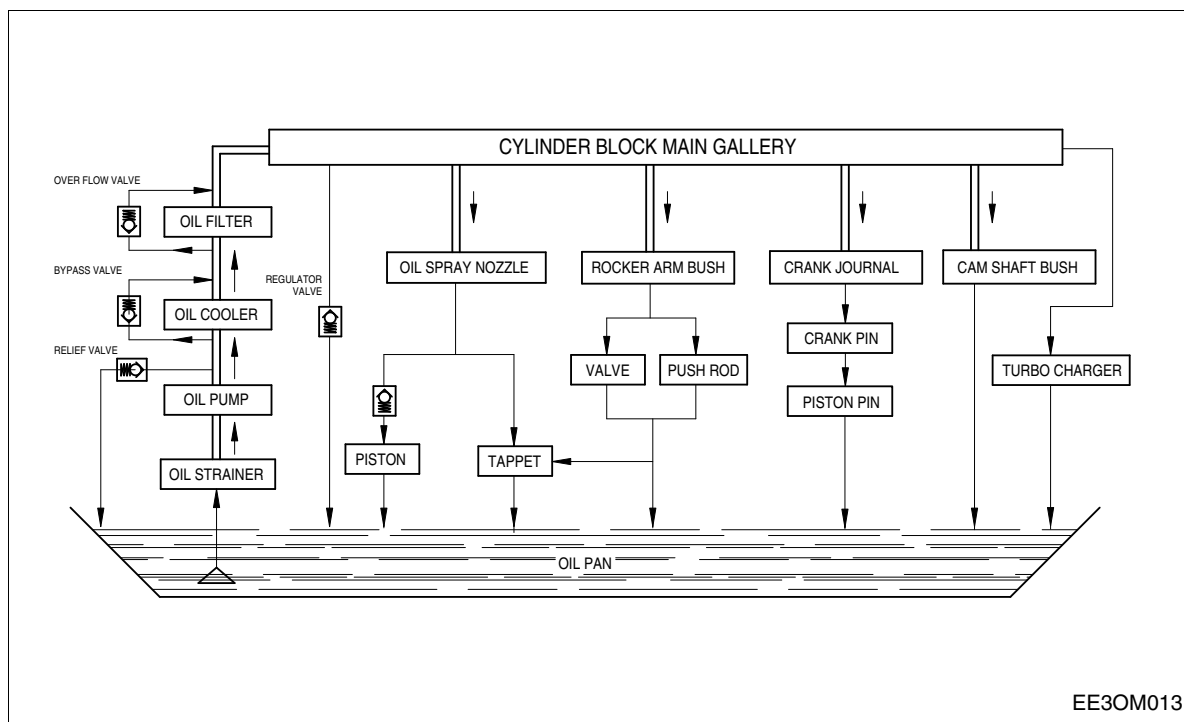 CYLINDER BLOCK MAIN GALLERY
OVER FLOW VALVE
OIL FILTER
BYPASS VALVE
OIL COOLER
RELIEF VALVE
OIL PUMP
OIL STRAINER
REGULATOR
VALVE
OIL SPRAY NOZZLE
PISTON
TAPPET
ROCKER ARM BUSH
VALVE
PUSH ROD
CRANK JOURNAL
CRANK PIN
PISTON PIN
CAM SHAFT BUSH
TURBO CHARGER
OIL PAN
EE3OM013